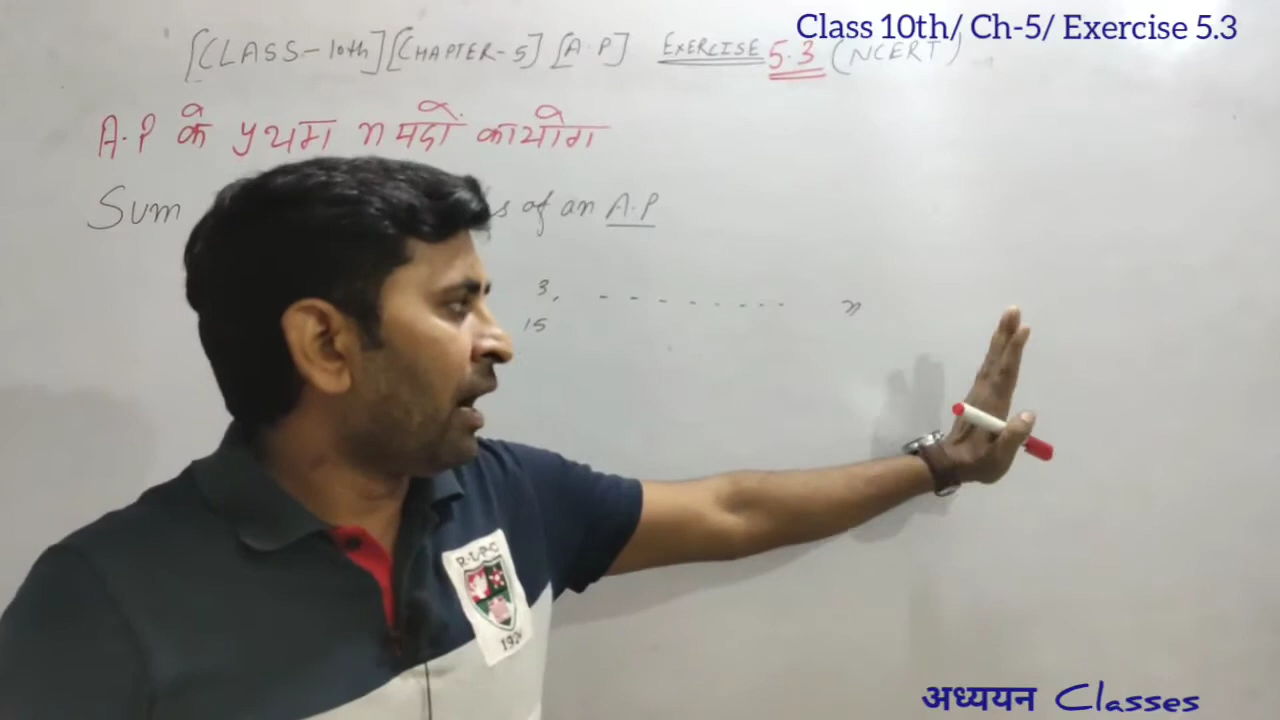 Class 10th/ Ch-5/ Exercise 5.3
[CLASS-10th] [CHAPTER-5] [A.P] EXERCISE 5.3 (NCERT)
A.P के प्रथम n पदों का योग
Sum s of an A.P
3, - - - - - - - - - n
15
R.U.P.C
1924
अध्ययन Classes